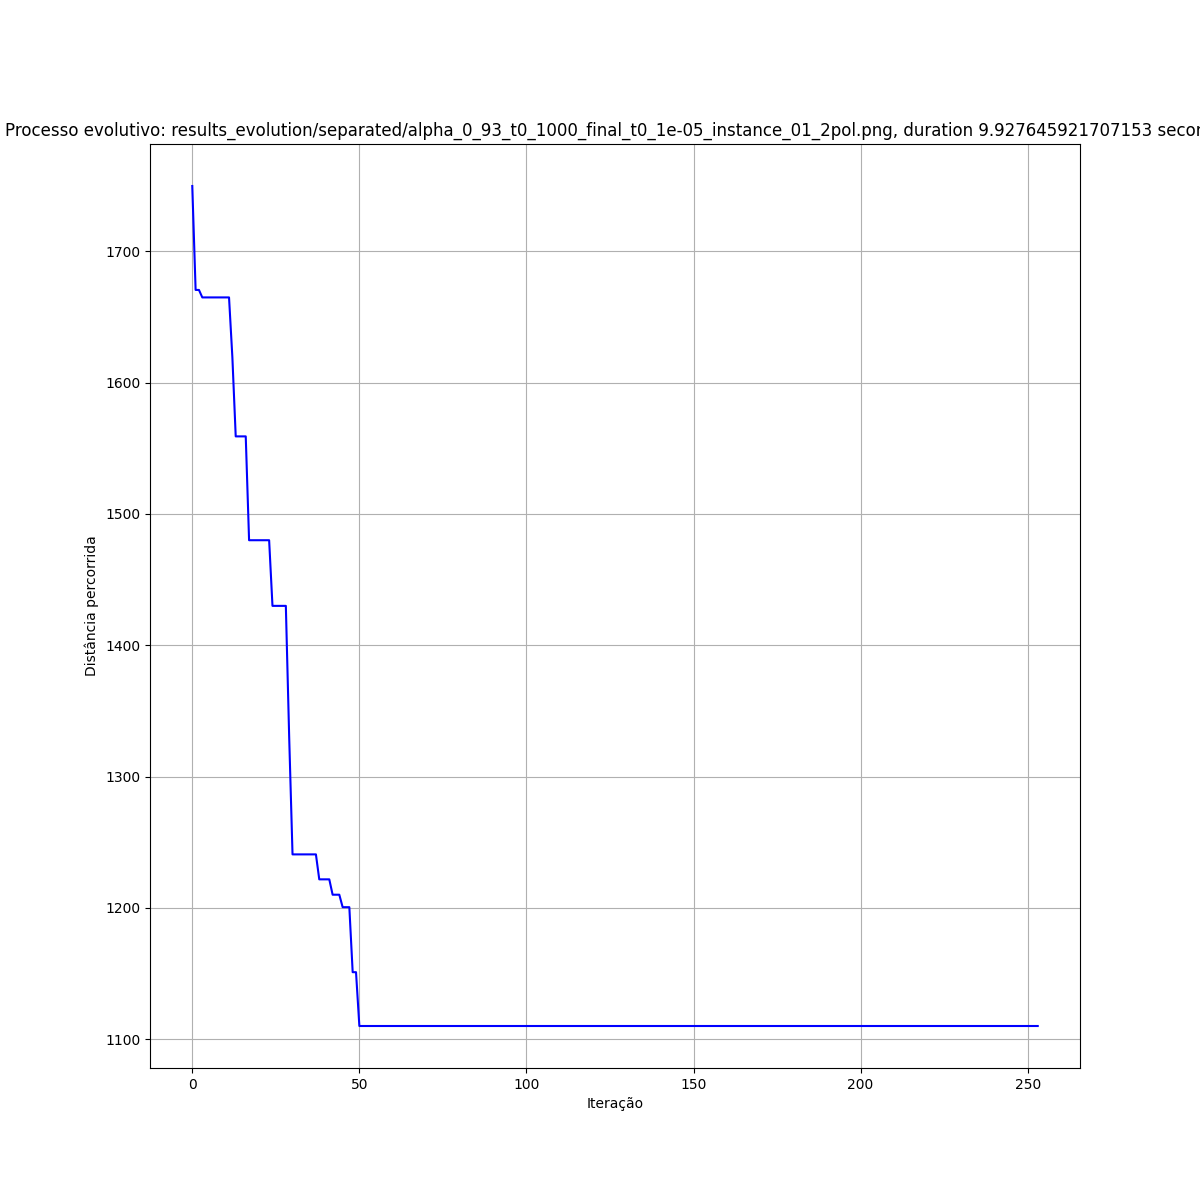 Processo evolutivo: results_evolution/separated/alpha_0_93_t0_1000_final_t0_1e-05_instance_01_2pol.png, duration 9.927645921707153
1700
1600
1500
1400
1300
1200
1100
Distância percorrida
0 50 100 150 200 250
Iteração